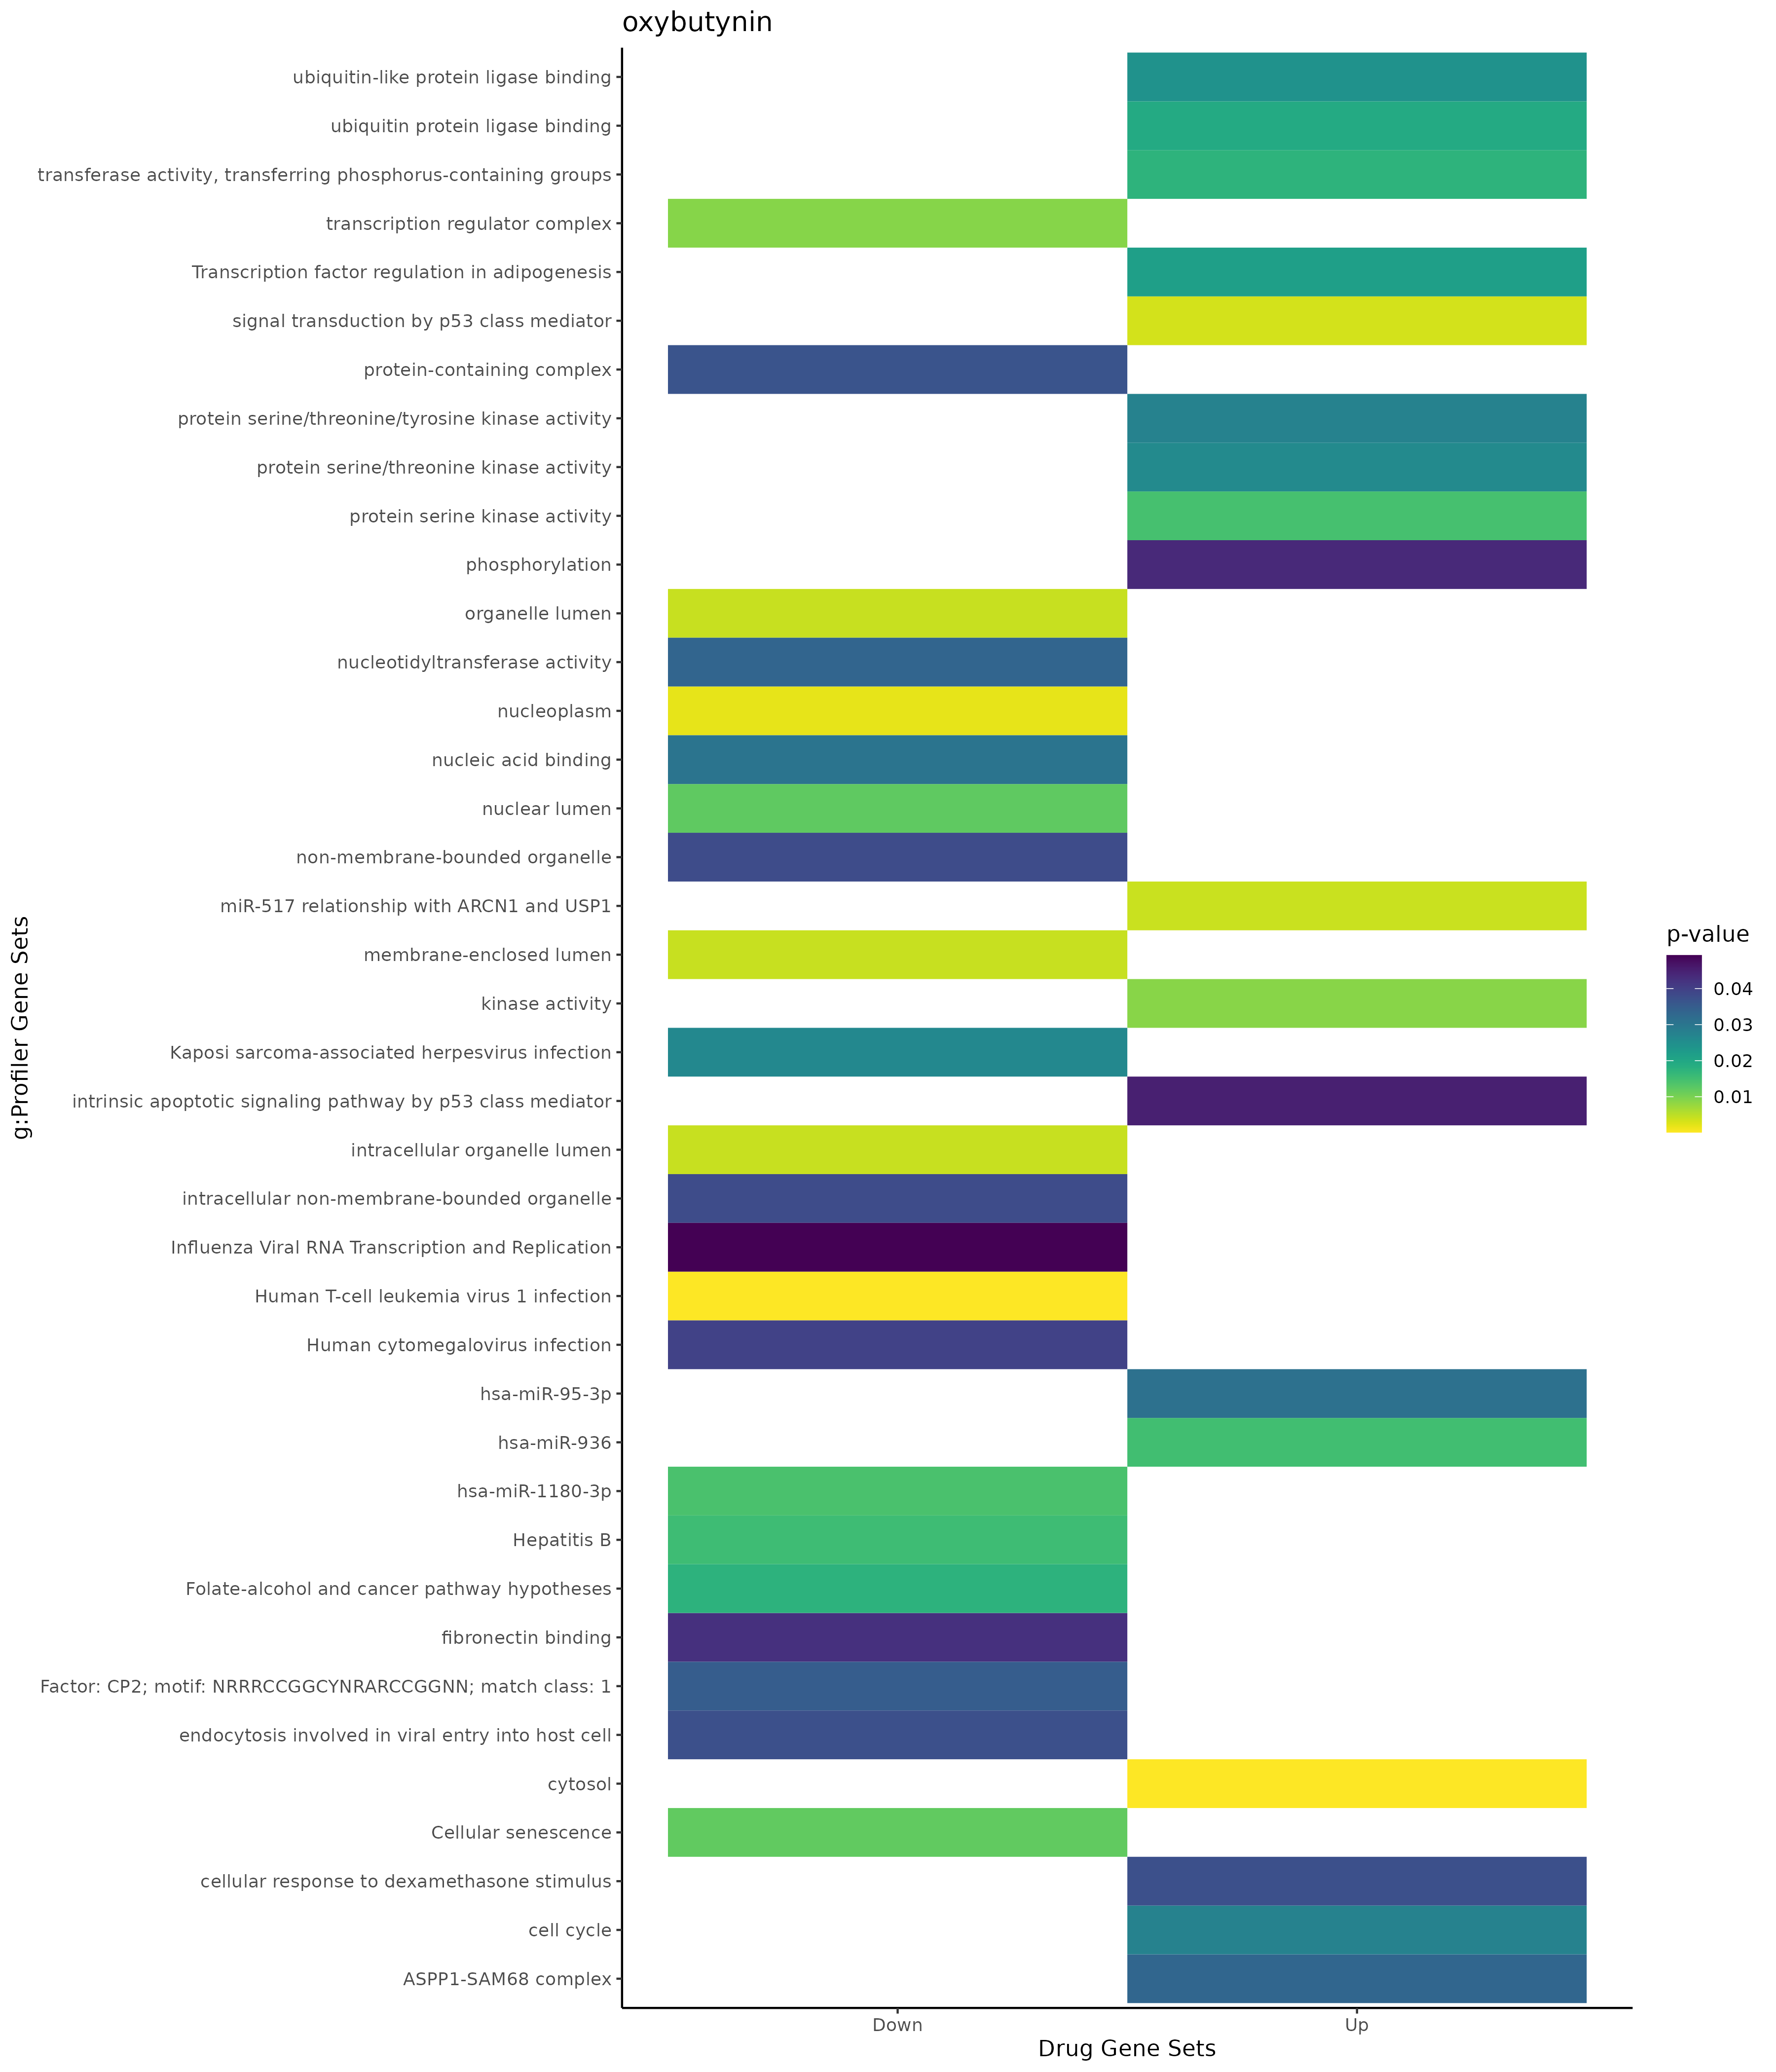 oxybutynin
ubiquitin-like protein ligase binding
ubiquitin protein ligase binding
transferase activity, transferring phosphorus-containing groups
transcription regulator complex
Transcription factor regulation in adipogenesis
signal transduction by p53 class mediator
protein-containing complex
protein serine/threonine/tyrosine kinase activity
protein serine/threonine kinase activity
protein serine kinase activity
phosphorylation
organelle lumen
nucleotidyltransferase activity
nucleoplasm
nucleic acid binding
nuclear lumen
non-membrane-bounded organelle
miR-517 relationship with ARCN1 and USP1
membrane-enclosed lumen
kinase activity
Kaposi sarcoma-associated herpesvirus infection
intrinsic apoptotic signaling pathway by p53 class mediator
intracellular organelle lumen
intracellular non-membrane-bounded organelle
Influenza Viral RNA Transcription and Replication
Human T-cell leukemia virus 1 infection
Human cytomegalovirus infection
hsa-miR-95-3p
hsa-miR-936
hsa-miR-1180-3p
Hepatitis B
Folate-alcohol and cancer pathway hypotheses
fibronectin binding
Factor: CP2; motif: NRRRCCGGCYNRARCCGGNN; match class: 1
endocytosis involved in viral entry into host cell
cytosol
Cellular senescence
cellular response to dexamethasone stimulus
cell cycle
ASPP1-SAM68 complex
g:Profiler Gene Sets
Down
Up
Drug Gene Sets
p-value
0.04
0.03
0.02
0.01